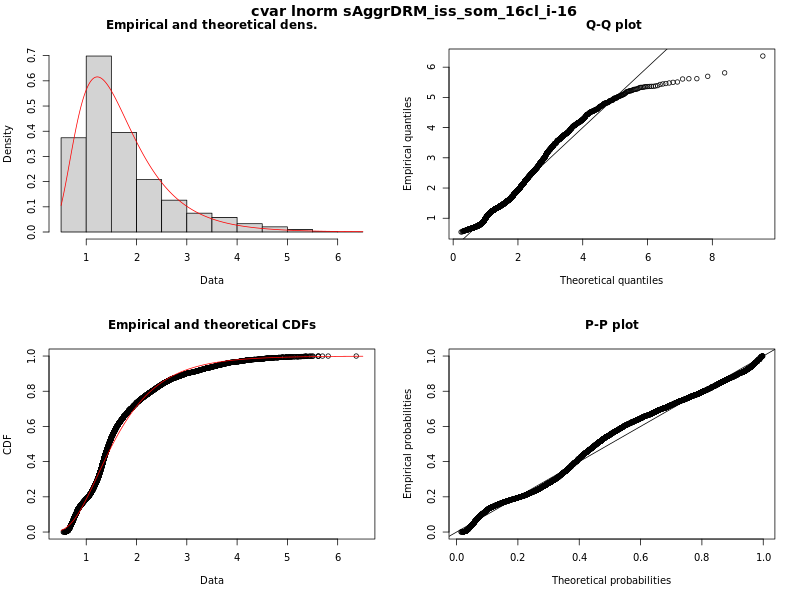 cvar lnorm sAggrDRM_iss_som_16cl_i-16
Empirical and theoretical dens.
Density
0.0 0.1 0.2 0.3 0.4 0.5 0.6 0.7
1 2 3 4 5 6
Data
Q-Q plot
Empirical quantiles
1 2 3 4 5 6
0 2 4 6 8
Theoretical quantiles
Empirical and theoretical CDFs
CDF
0.0 0.2 0.4 0.6 0.8 1.0
1 2 3 4 5 6
Data
P-P plot
Empirical probabilities
0.0 0.2 0.4 0.6 0.8 1.0
0.0 0.2 0.4 0.6 0.8 1.0
Theoretical probabilities